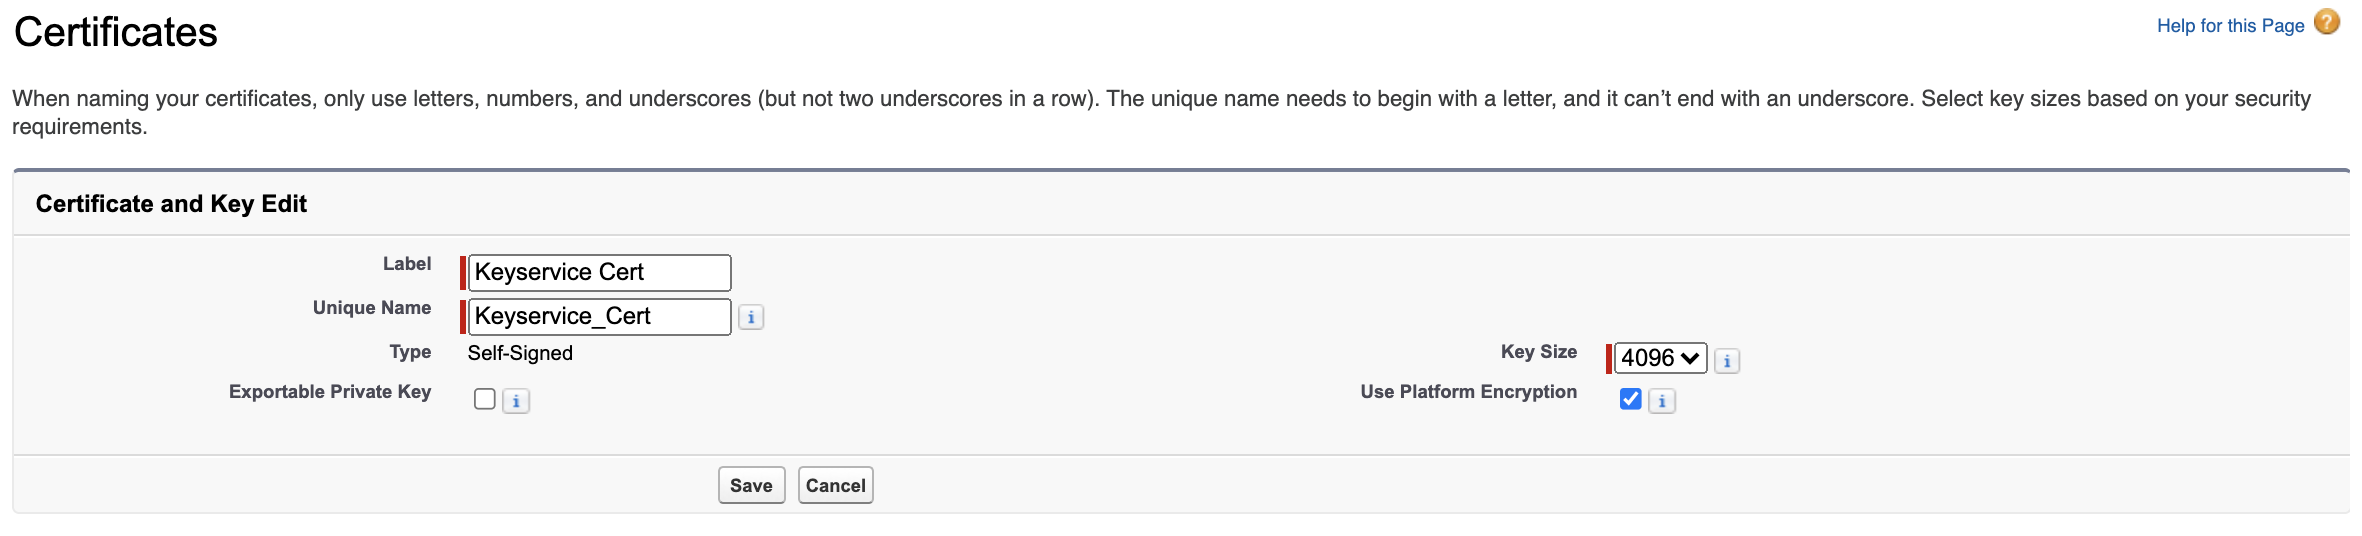 Certificates
Help for this Page ?
When naming your certificates, only use letters, numbers, and underscores (but not two underscores in a row). The unique name needs to begin with a letter, and it can’t end with an underscore. Select key sizes based on your security
requirements.
Certificate and Key Edit
Label Keyservice Cert
Unique Name Keyservice_Cert i
Type Self-Signed
Key Size 4096 i
Exportable Private Key i
Use Platform Encryption i
Save Cancel